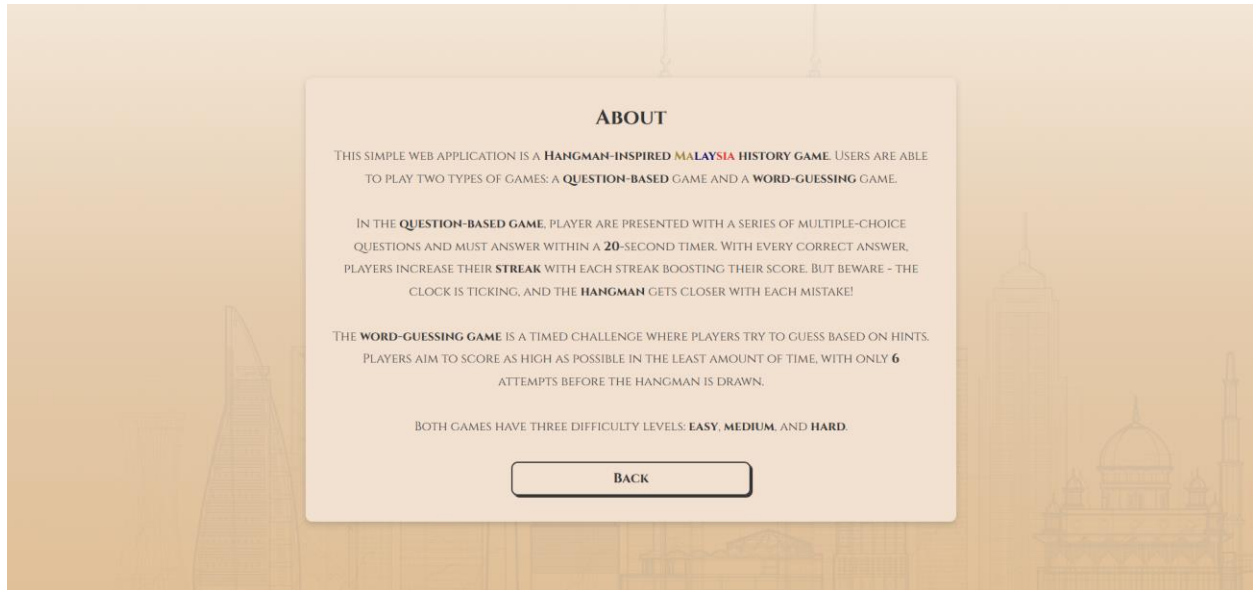 About
This simple web application is a Hangman-inspired Malaysia history game. Users are able
to play two types of games: a question-based game and a word-guessing game.
In the question-based game, player are presented with a series of multiple-choice
questions and must answer within a 20-second timer. With every correct answer,
players increase their streak with each streak boosting their score. But beware - the
clock is ticking, and the hangman gets closer with each mistake!
The word-guessing game is a timed challenge where players try to guess based on hints.
Players aim to score as high as possible in the least amount of time, with only 6
attempts before the hangman is drawn.
Both games have three difficulty levels: easy, medium, and hard.
Back